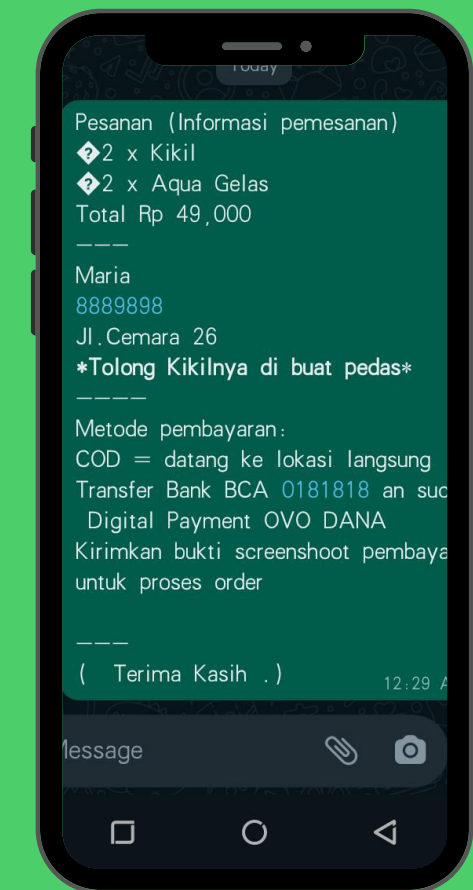 Today
Pesanan (Informasi pemesanan)
�2 x Kikil
�2 x Aqua Gelas
Total Rp 49,000
———
Maria
8889898
Jl.Cemara 26
*Tolong Kikilnya di buat pedas*
————
Metode pembayaran:
COD = datang ke lokasi langsung
Transfer Bank BCA 0181818 an
Digital Payment OVO DANA
Kirimkan bukti screenshoot
untuk proses order
———
( Terima Kasih .)
12:29
Message